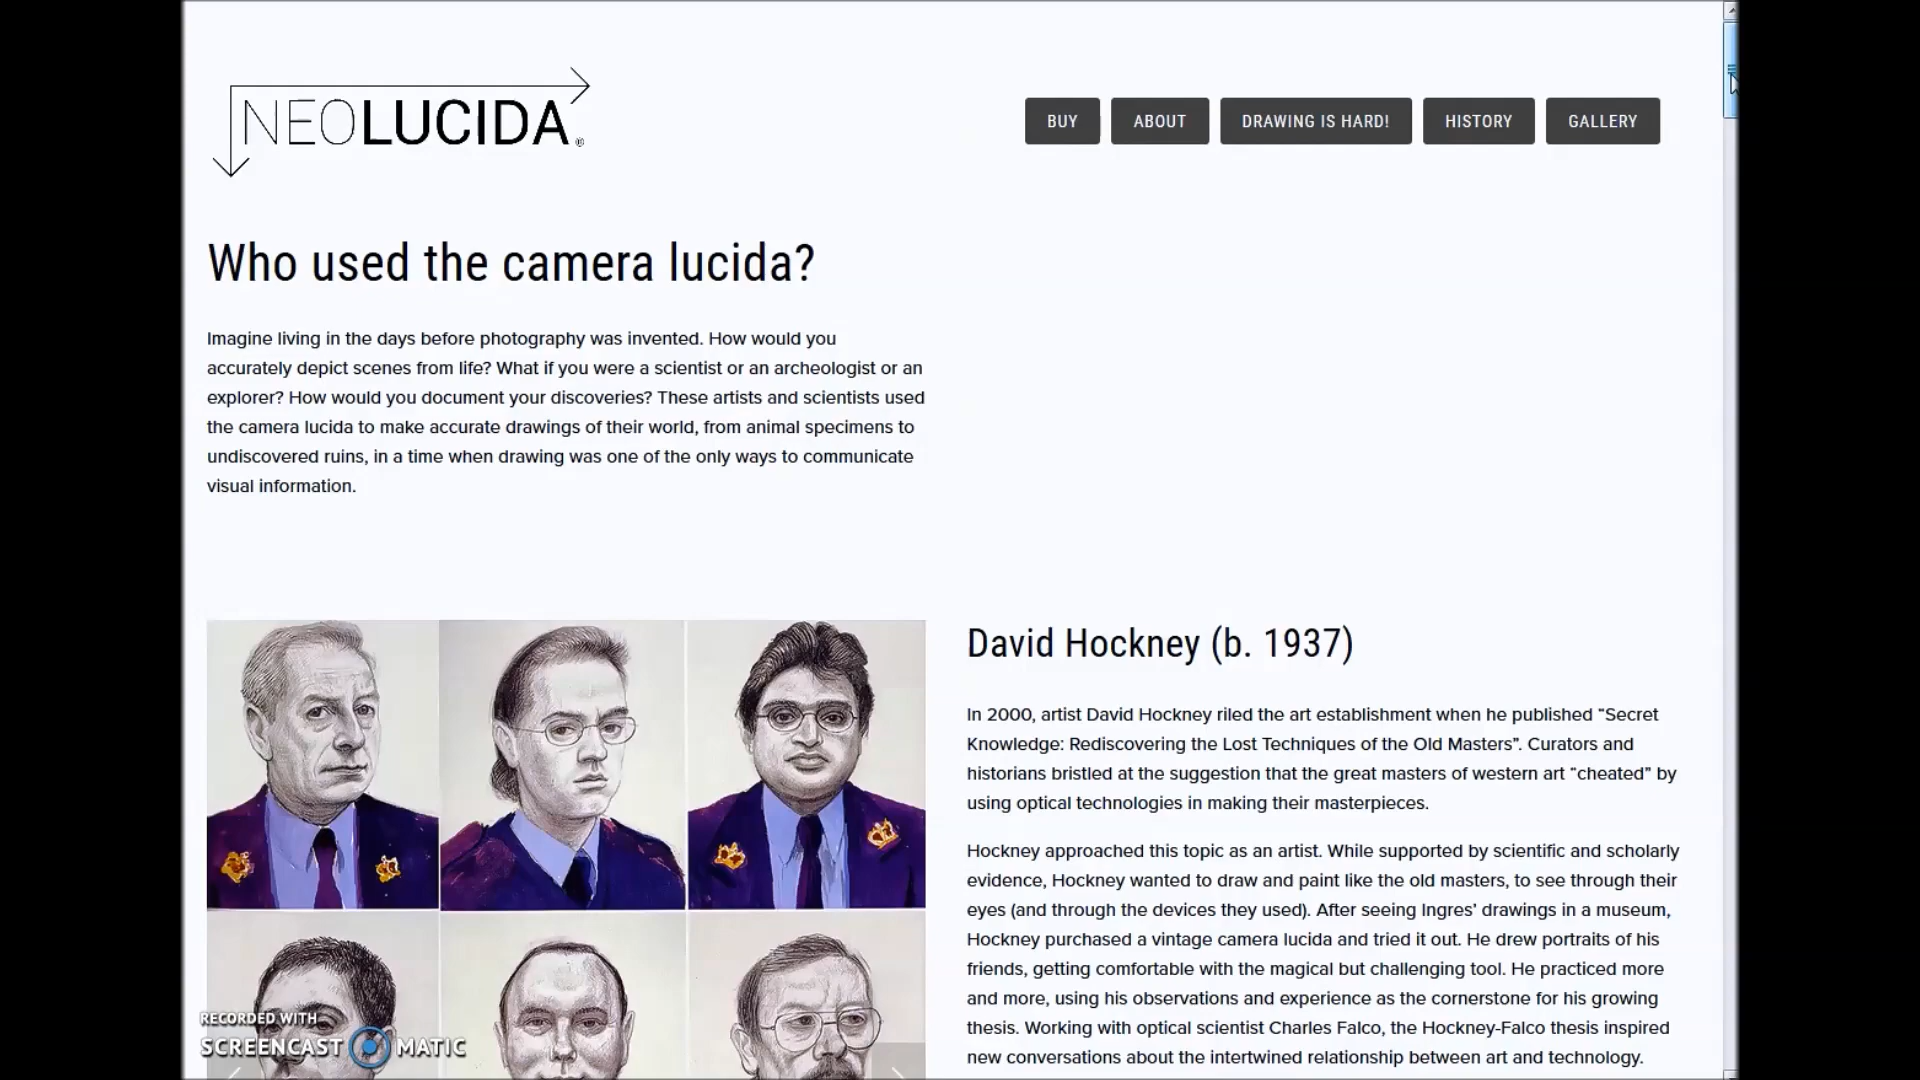 NEOLUCIDA®
BUY
ABOUT
DRAWING IS HARD!
HISTORY
GALLERY
Who used the camera lucida?
Imagine living in the days before photography was invented. How would you
accurately depict scenes from life? What if you were a scientist or an archeologist or an
explorer? How would you document your discoveries? These artists and scientists used
the camera lucida to make accurate drawings of their world, from animal specimens to
undiscovered ruins, in a time when drawing was one of the only ways to communicate
visual information.
David Hockney (b. 1937)
In 2000, artist David Hockney riled the art establishment when he published “Secret
Knowledge: Rediscovering the Lost Techniques of the Old Masters”. Curators and
historians bristled at the suggestion that the great masters of western art “cheated” by
using optical technologies in making their masterpieces.
Hockney approached this topic as an artist. While supported by scientific and scholarly
evidence, Hockney wanted to draw and paint like the old masters, to see through their
eyes (and through the devices they used). After seeing Ingres’ drawings in a museum,
Hockney purchased a vintage camera lucida and tried it out. He drew portraits of his
friends, getting comfortable with the magical but challenging tool. He practiced more
and more, using his observations and experience as the cornerstone for his growing
thesis. Working with optical scientist Charles Falco, the Hockney-Falco thesis inspired
new conversations about the intertwined relationship between art and technology.
RECORDED WITH
SCREENCAST MATIC